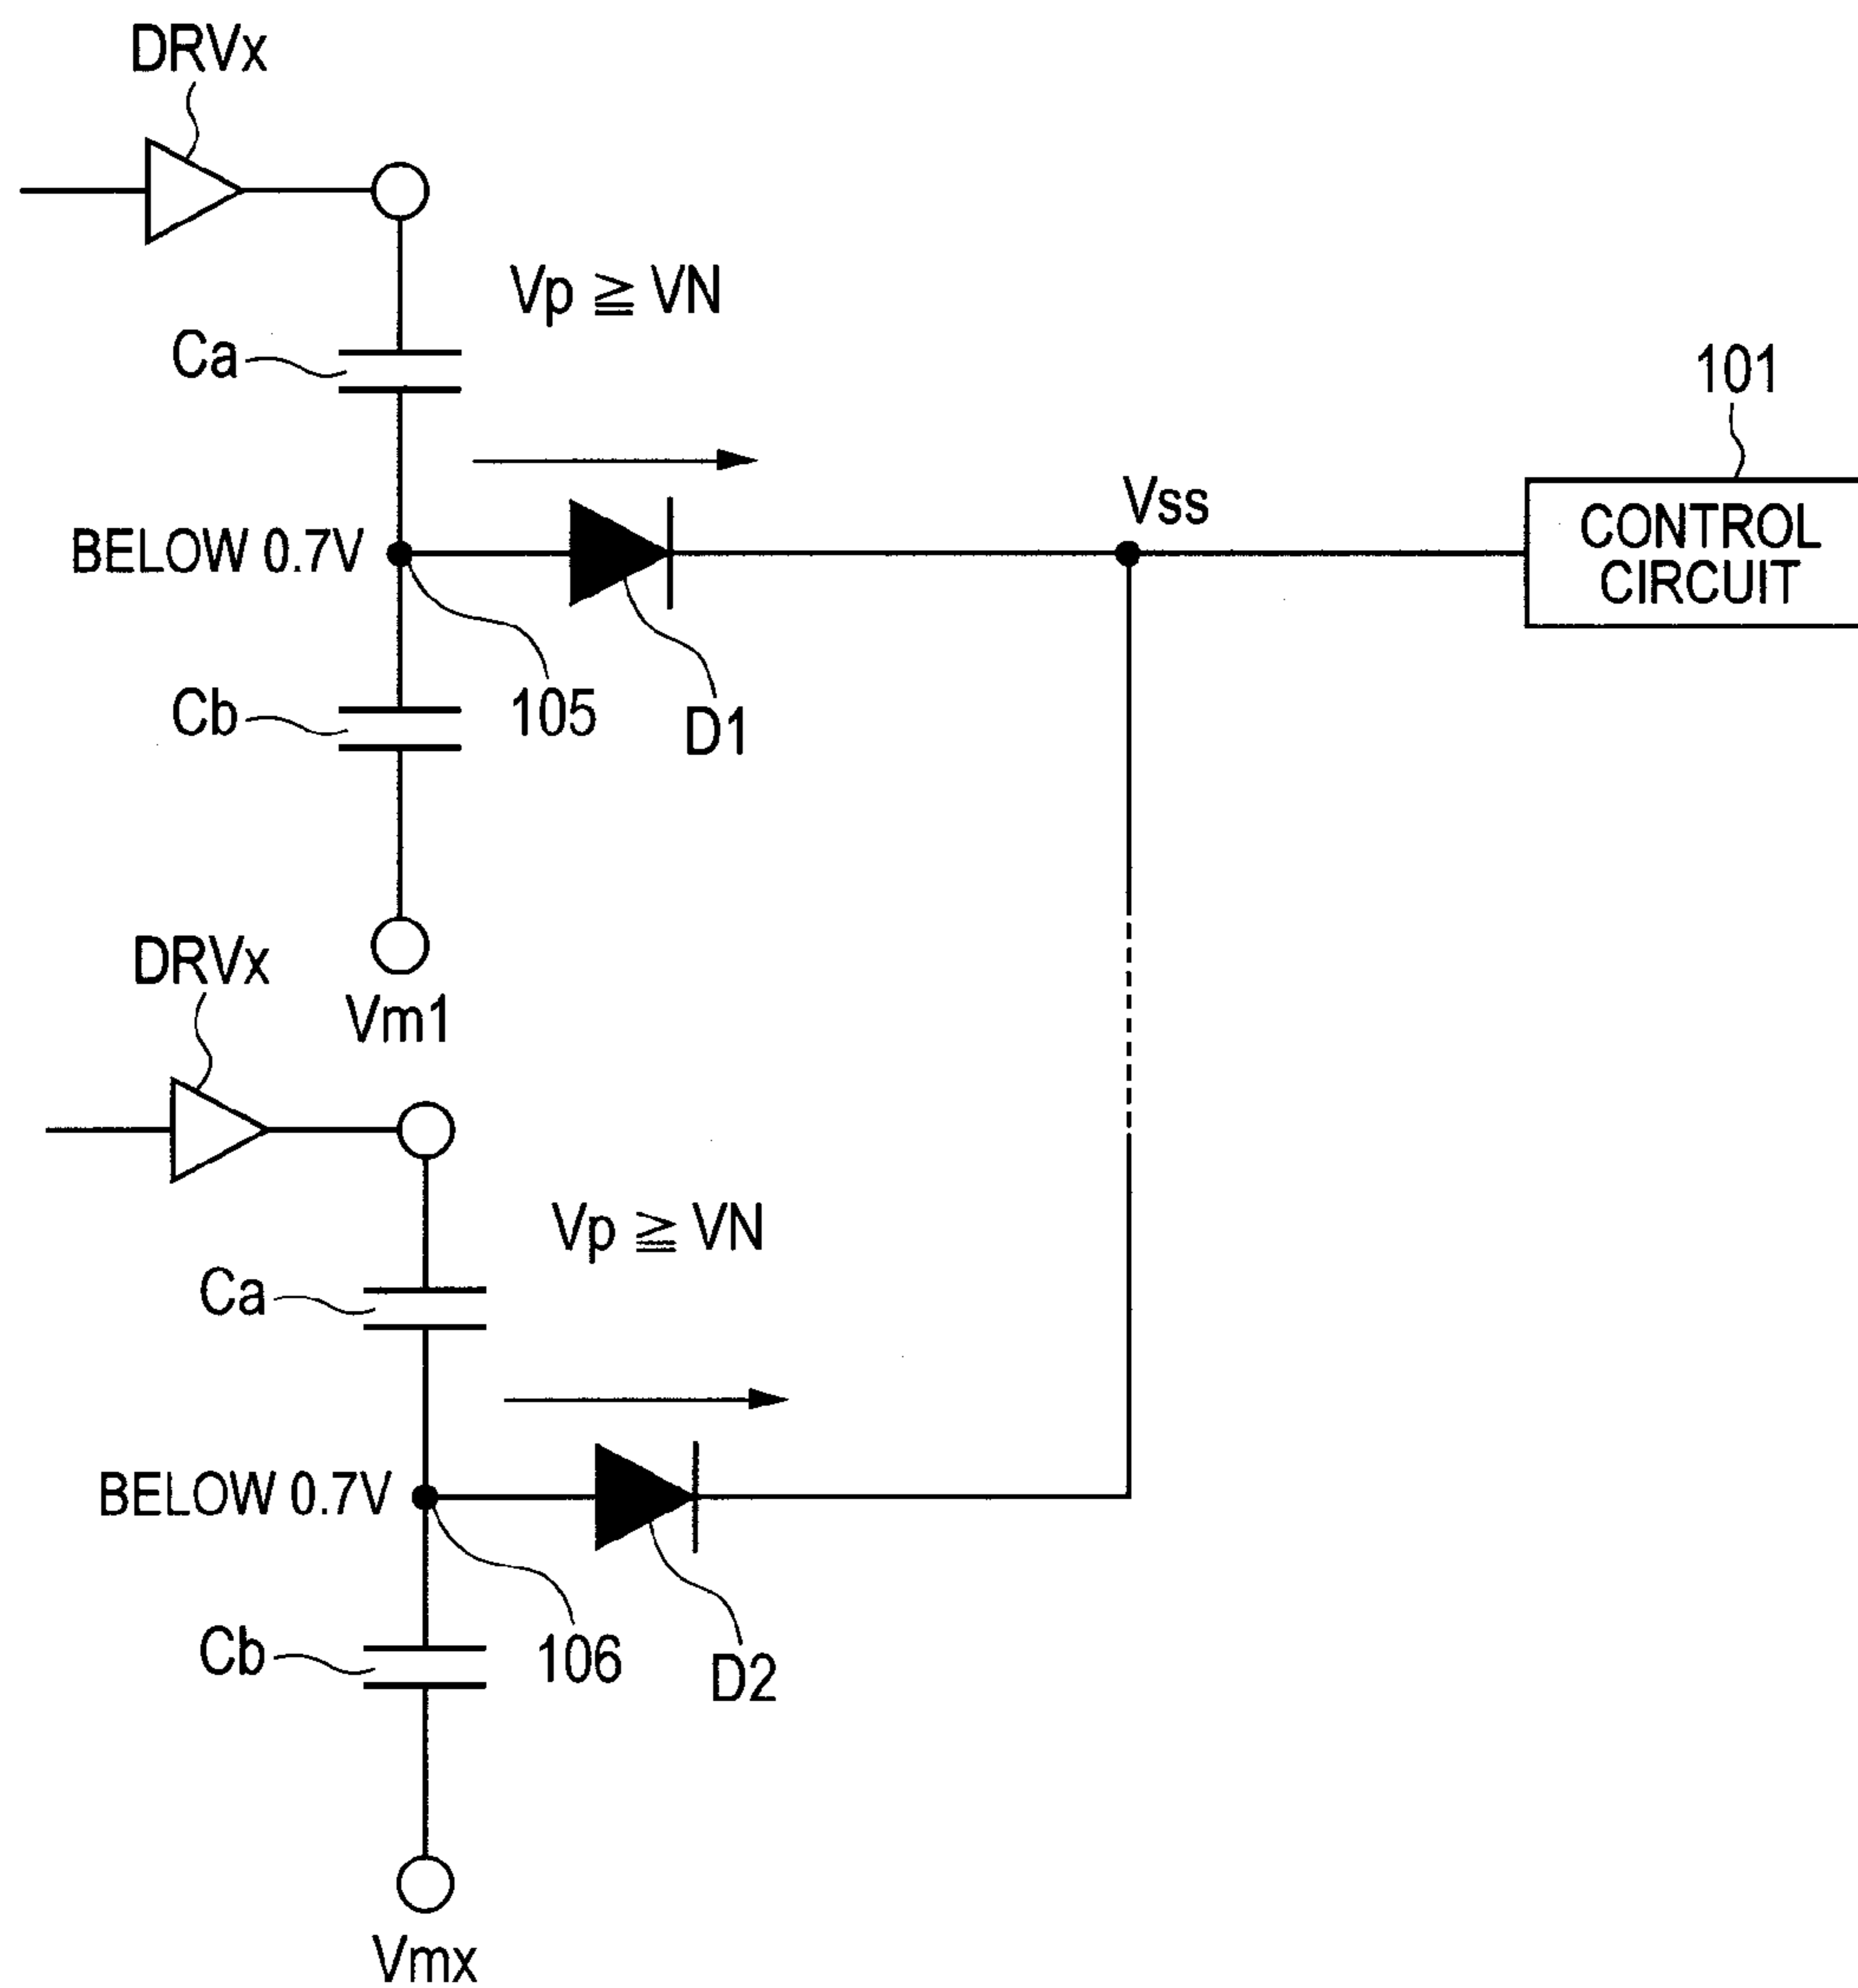 DRVx
Vp ≧ VN
Ca
101
Vss
CONTROL
CIRCUIT
BELOW 0.7V
Cb
105
D1
DRVx
Vm1
Vp ≧ VN
Ca
BELOW 0.7V
Cb
106
D2
Vmx